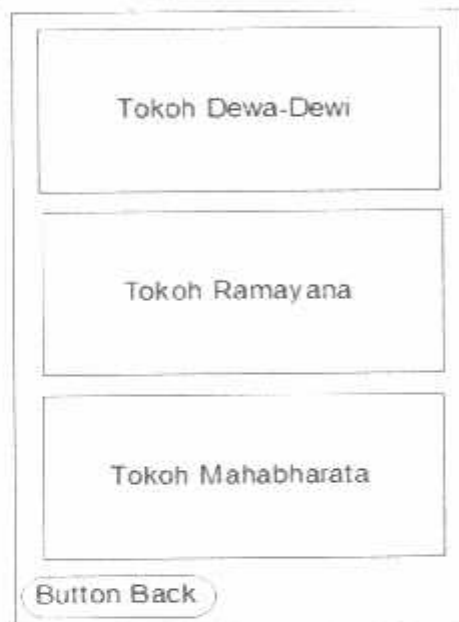 Tokoh Dewa-Dewi
Tokoh Ramayana
Tokoh Mahabharata
Button Back